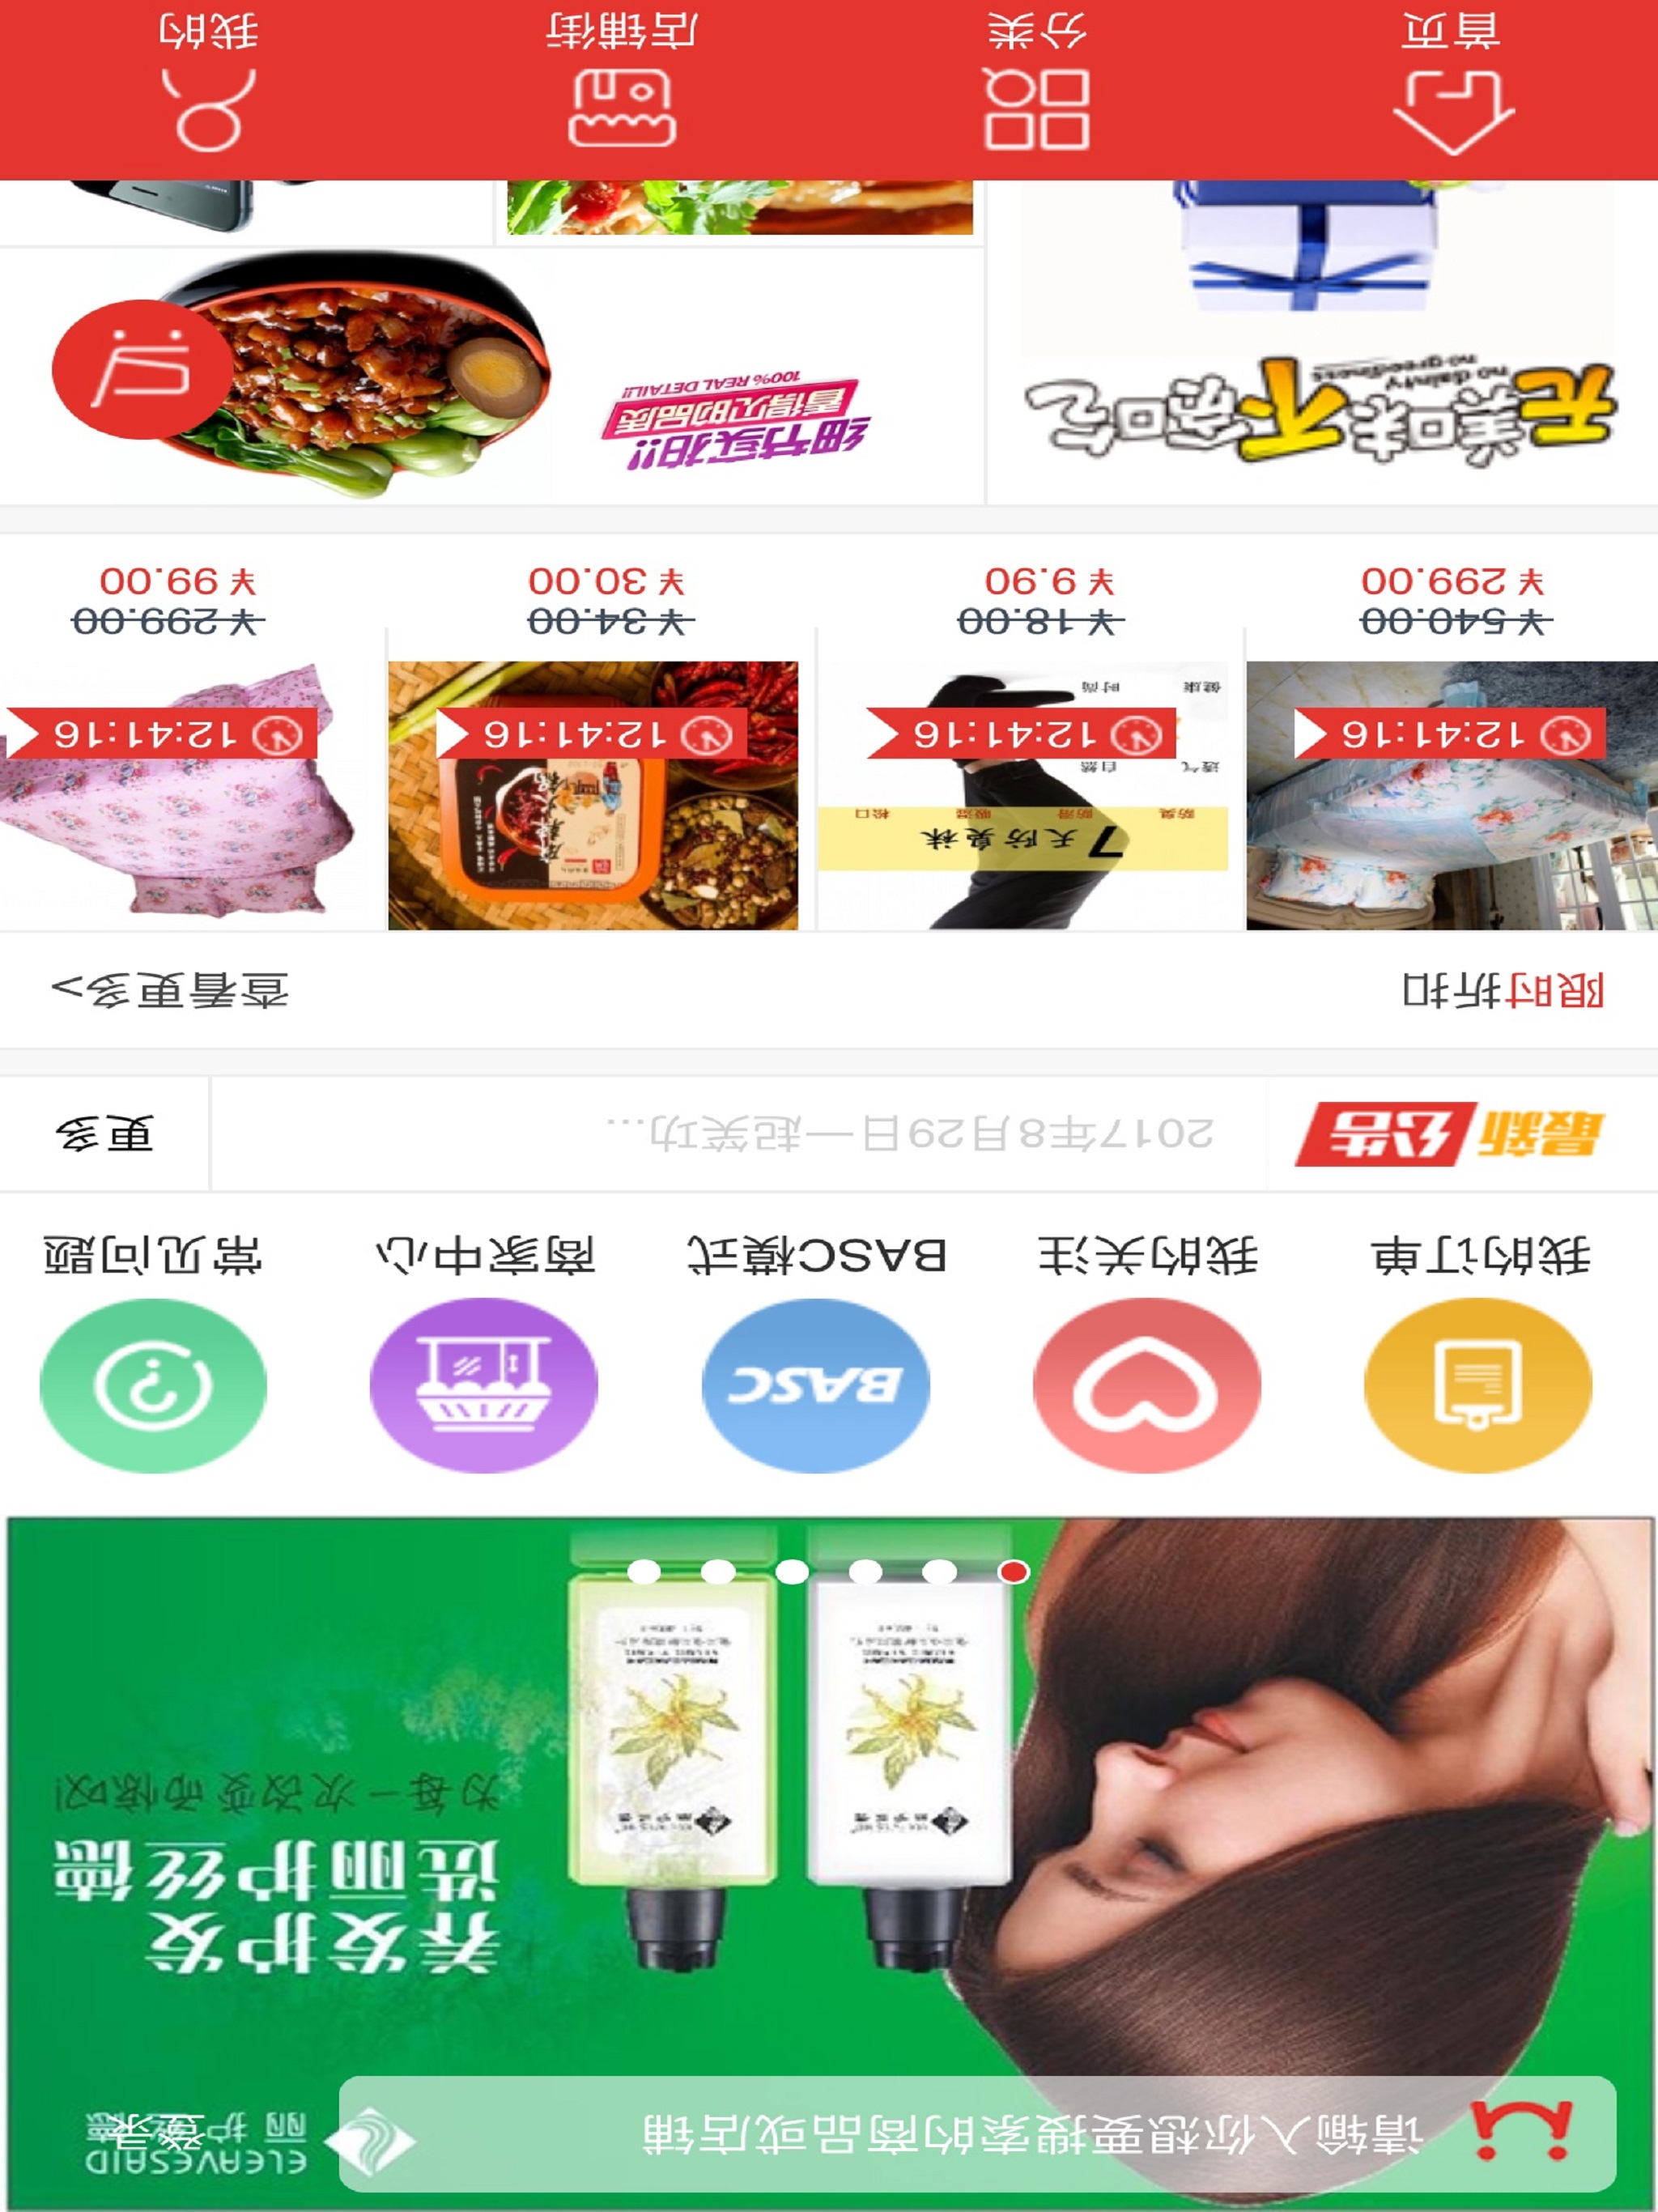 请输入你想要搜索的商品或店铺
ELEAVESAID
丽护丝德
登录
养发护发
选丽护丝德
为每一次改变而惊叹!
BASC
我的订单
我的关注
BASC模式
商家中心
常见问题
最新公告
2017年8月29日一起笑功...
更多
限时折扣
查看更多>
7天防臭袜
防臭 防滑 吸湿 松口
透气 自然
健康 时尚
麻辣火锅
12:41:16
12:41:16
12:41:16
12:41:16
¥540.00
¥18.00
¥34.00
¥299.00
¥299.00
¥9.90
¥30.00
¥99.00
无美味不贪吃
no dainty
no greediness
细节实拍!!
看得见的品质
100% REAL DETAIL!!
首页
分类
店铺街
我的